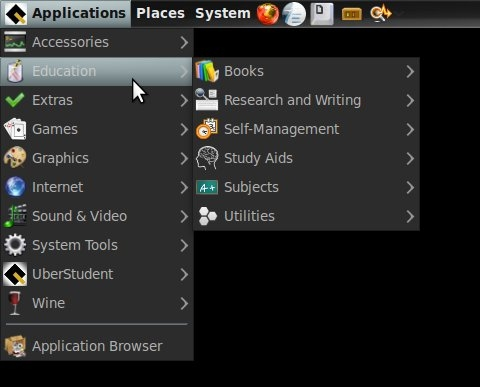 Applications Places System
Accessories
Education
Extras
Games
Graphics
Internet
Sound & Video
System Tools
UberStudent
Wine
Application Browser
Books
Research and Writing
Self-Management
Study Aids
A+ Subjects
Utilities